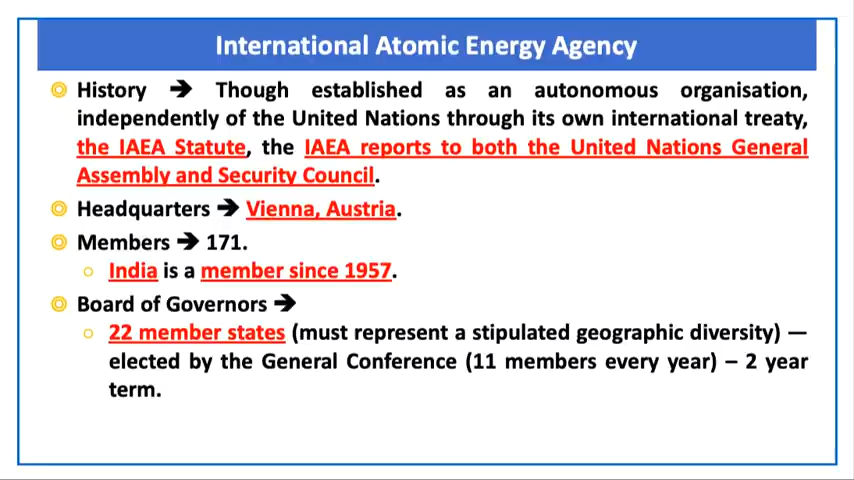 International Atomic Energy Agency
History ➔ Though established as an autonomous organisation,
independently of the United Nations through its own international treaty,
the IAEA Statute, the IAEA reports to both the United Nations General
Assembly and Security Council.
Headquarters ➔ Vienna, Austria.
Members ➔ 171.
India is a member since 1957.
Board of Governors ➔
22 member states (must represent a stipulated geographic diversity) —
elected by the General Conference (11 members every year) – 2 year
term.